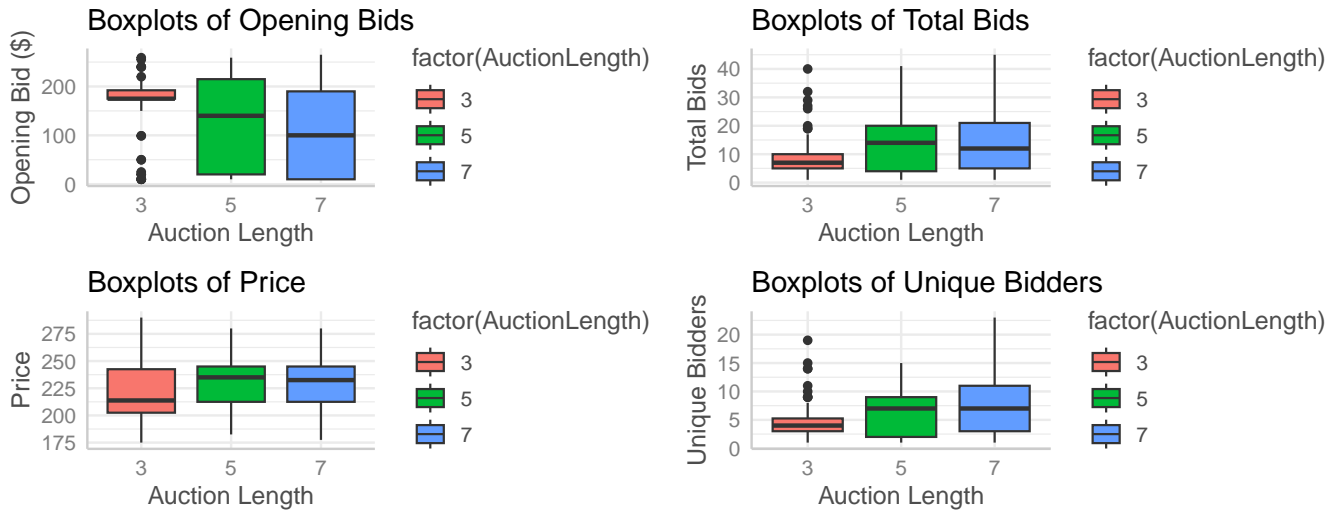 Boxplots of Opening Bids
Opening Bid ($)
200
100
0
3
5
7
Auction Length
factor(AuctionLength)
3
5
7
Boxplots of Total Bids
Total Bids
40
30
20
10
0
3
5
7
Auction Length
factor(AuctionLength)
3
5
7
Boxplots of Price
Price
275
250
225
200
175
3
5
7
Auction Length
factor(AuctionLength)
3
5
7
Boxplots of Unique Bidders
Unique Bidders
20
15
10
5
0
3
5
7
Auction Length
factor(AuctionLength)
3
5
7